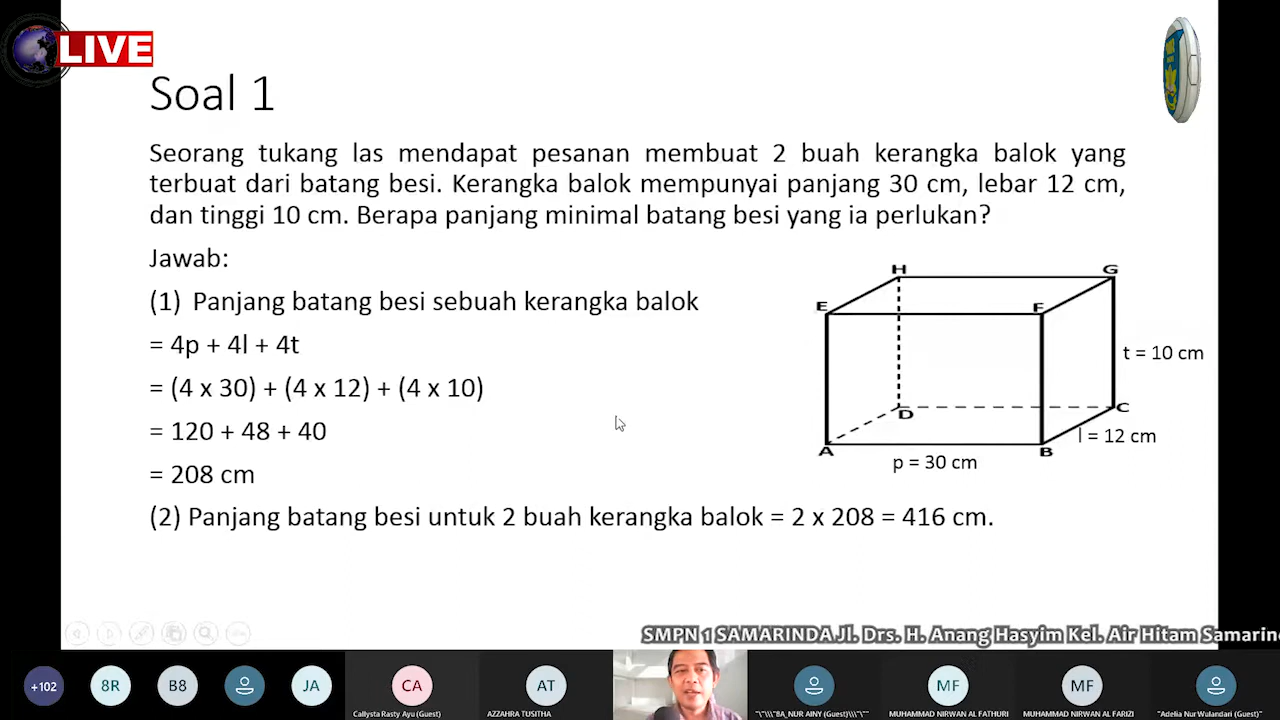 LIVE
Soal 1
Seorang tukang las mendapat pesanan membuat 2 buah kerangka balok yang
terbuat dari batang besi. Kerangka balok mempunyai panjang 30 cm, lebar 12 cm,
dan tinggi 10 cm. Berapa panjang minimal batang besi yang ia perlukan?
Jawab:
(1) Panjang batang besi sebuah kerangka balok
= 4p + 4l + 4t
= (4 x 30) + (4 x 12) + (4 x 10)
= 120 + 48 + 40
= 208 cm
(2) Panjang batang besi untuk 2 buah kerangka balok = 2 x 208 = 416 cm.
H
G
E
F
t = 10 cm
D
C
l = 12 cm
A
B
p = 30 cm
SMPN 1 SAMARINDA Jl. Drs. H. Anang Hasyim Kel. Air Hitam Samarin
+102
8R
B8
JA
CA
AT
MF
MF
Callysta Rasty Ayu (Guest)
AZZAHRA TUSITHA
"\"\\\"8A_NUR AINY (Guest)\\\"\""
MUHAMMAD NIRWAN AL FATHURI
MUHAMMAD NIRWAN AL FARIZI
"Adelia Nur Wulandari (Guest)"